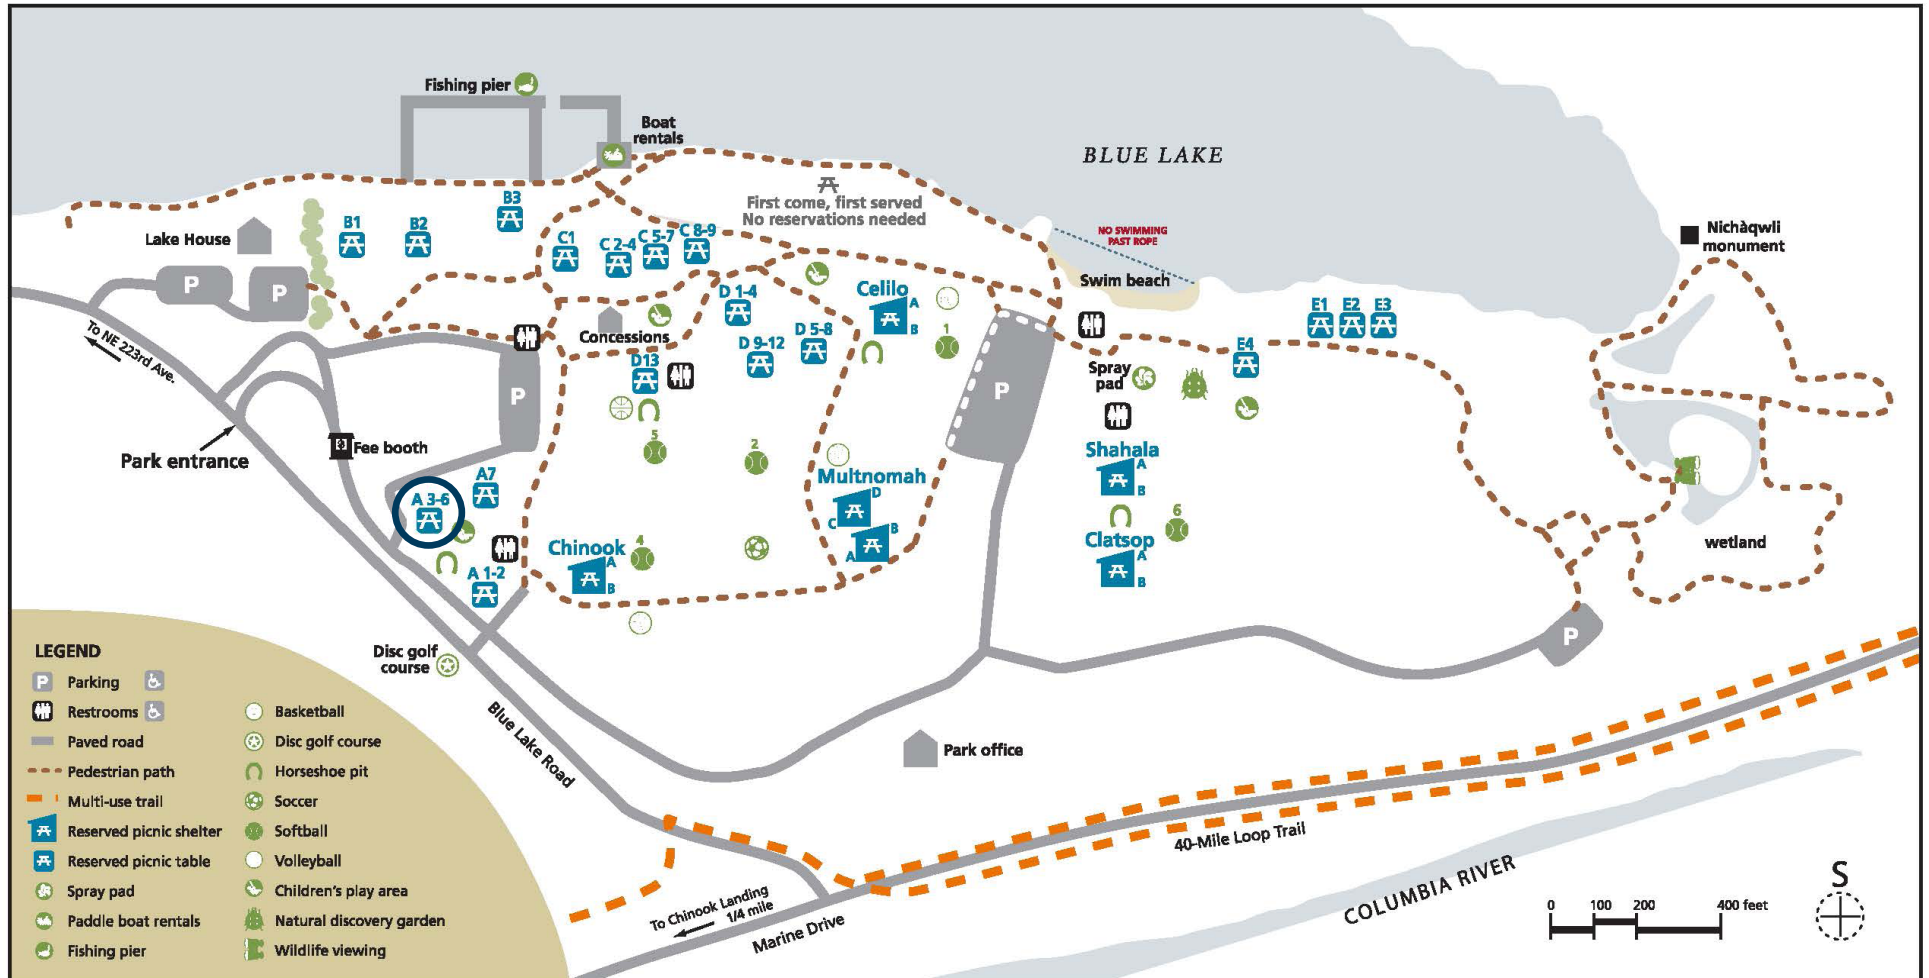 Fishing pier
Boat
rentals
BLUE LAKE
First come, first served
No reservations needed
NO SWIMMING
PAST ROPE
Swim beach
Nichàqwli
monument
Lake House
B1
B2
B3
C1
C 2-4
C 5-7
C 8-9
P
P
To NE 223rd Ave.
Concessions
D 1-4
D 5-8
D 9-12
D13
Celilo
A
B
1
E1
E2
E3
E4
Spray
pad
P
P
Park entrance
Fee booth
A 3-6
A7
A 1-2
5
2
Multnomah
D
C
B
A
Shahala
A
B
6
Clatsop
A
B
Chinook
A
B
4
wetland
P
Disc golf
course
Blue Lake Road
Park office
40-Mile Loop Trail
To Chinook Landing
1/4 mile
Marine Drive
COLUMBIA RIVER
0 100 200 400 feet
S
LEGEND
P Parking
Restrooms
Paved road
Pedestrian path
Multi-use trail
Reserved picnic shelter
Reserved picnic table
Spray pad
Paddle boat rentals
Fishing pier
Basketball
Disc golf course
Horseshoe pit
Soccer
Softball
Volleyball
Children's play area
Natural discovery garden
Wildlife viewing